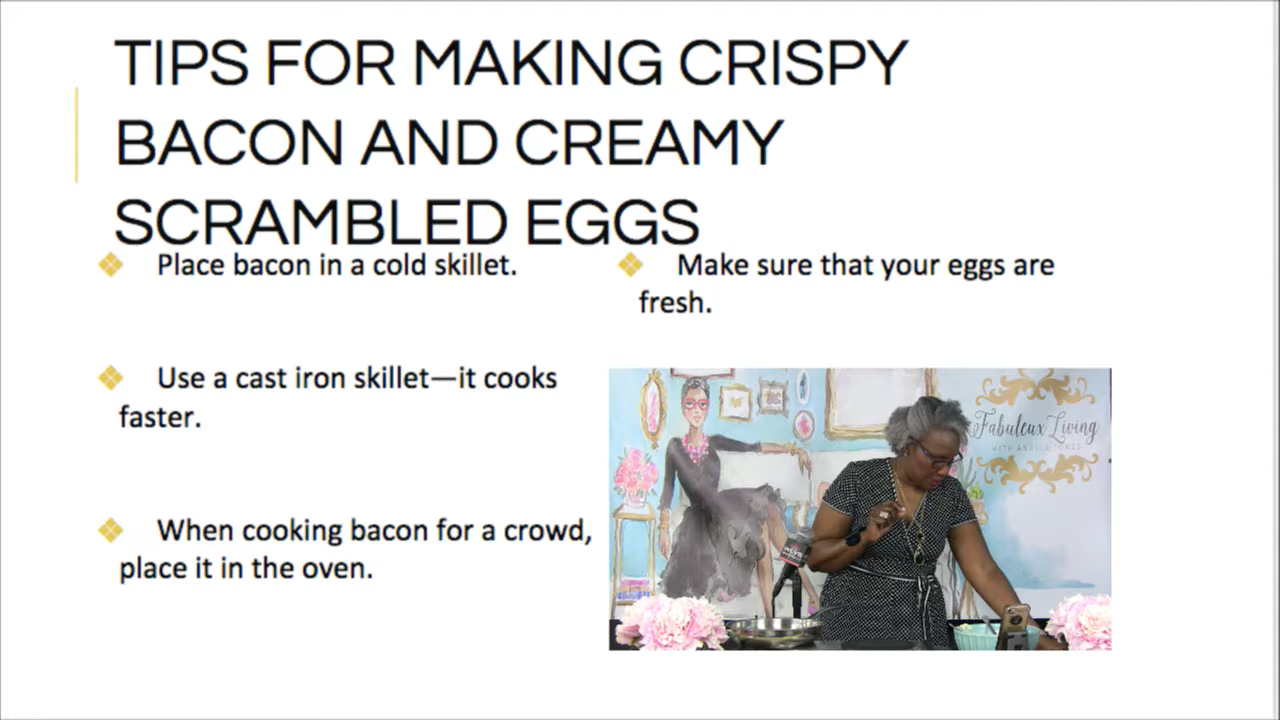 TIPS FOR MAKING CRISPY
BACON AND CREAMY
SCRAMBLED EGGS
Place bacon in a cold skillet.
Use a cast iron skillet—it cooks
faster.
When cooking bacon for a crowd,
place it in the oven.
Make sure that your eggs are
fresh.
Fabuleux Living